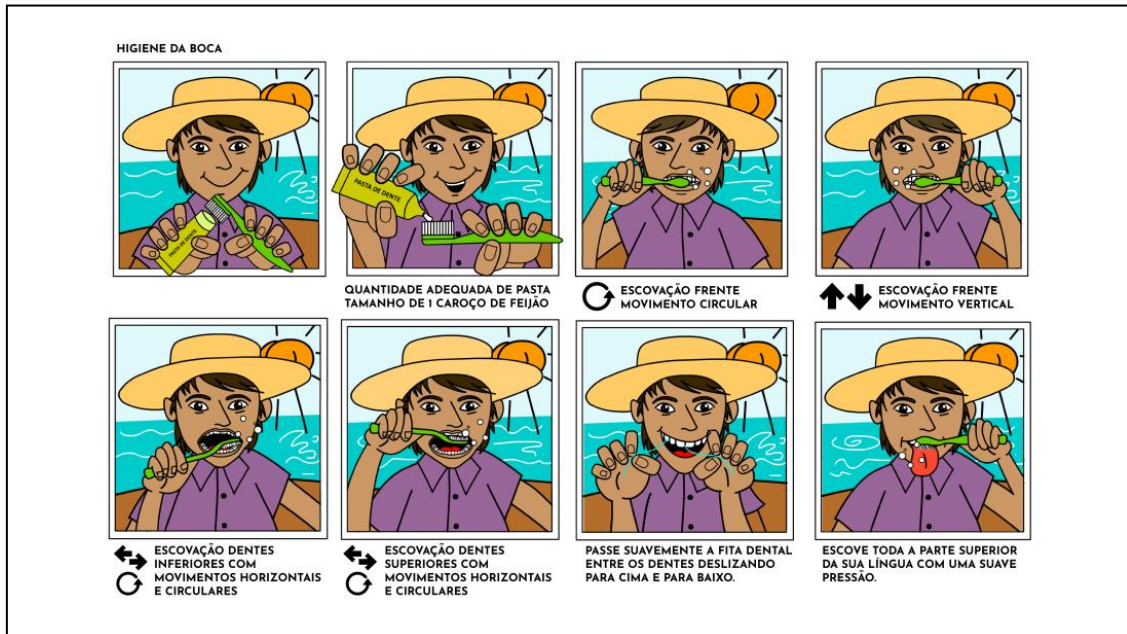 HIGIENE DA BOCA
PASTA DE DENTE
PASTA DE DENTE
QUANTIDADE ADEQUADA DE PASTA
TAMANHO DE 1 CAROÇO DE FEIJÃO
ESCOVAÇÃO FRENTE
MOVIMENTO CIRCULAR
ESCOVAÇÃO FRENTE
MOVIMENTO VERTICAL
ESCOVAÇÃO DENTES
INFERIORES COM
MOVIMENTOS HORIZONTAIS
E CIRCULARES
ESCOVAÇÃO DENTES
SUPERIORES COM
MOVIMENTOS HORIZONTAIS
E CIRCULARES
PASSE SUAVEMENTE A FITA DENTAL
ENTRE OS DENTES DESLIZANDO
PARA CIMA E PARA BAIXO.
ESCOVE TODA A PARTE SUPERIOR
DA SUA LÍNGUA COM UMA SUAVE
PRESSÃO.